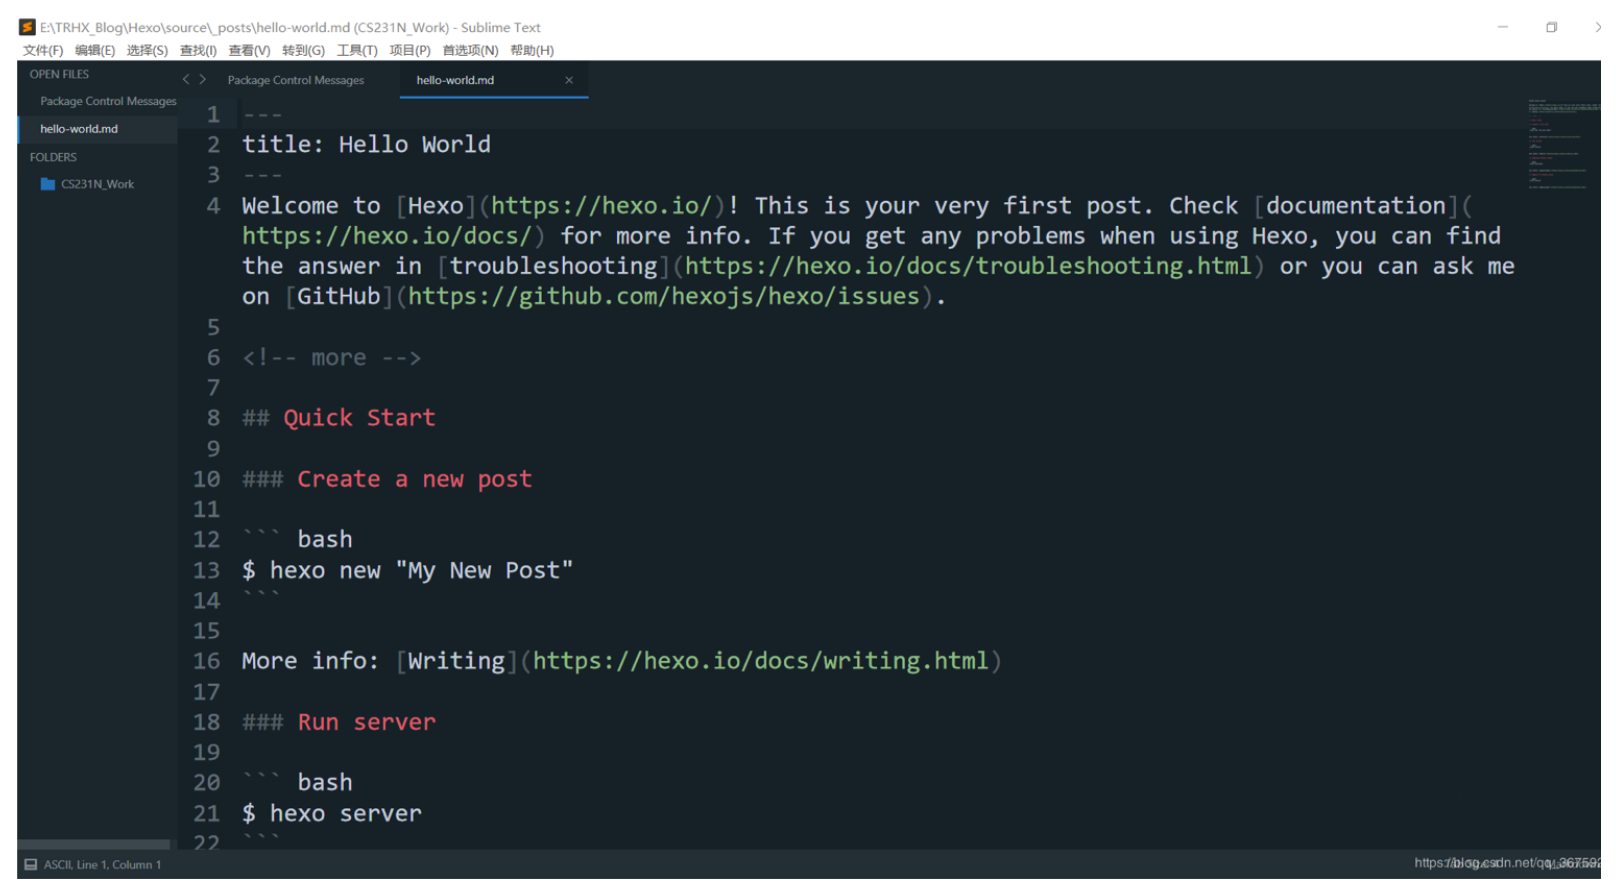 E:\TRHX_Blog\Hexo\source\_posts\hello-world.md (CS231N_Work) - Sublime Text
文件(F) 编辑(E) 选择(S) 查找(I) 查看(V) 转到(G) 工具(T) 项目(P) 首选项(N) 帮助(H)
OPEN FILES
Package Control Messages
hello-world.md
FOLDERS
CS231N_Work
Package Control Messages hello-world.md ×
1 ---
2 title: Hello World
3 ---
4 Welcome to [Hexo](https://hexo.io/)! This is your very first post. Check [documentation](
https://hexo.io/docs/) for more info. If you get any problems when using Hexo, you can find
the answer in [troubleshooting](https://hexo.io/docs/troubleshooting.html) or you can ask me
on [GitHub](https://github.com/hexojs/hexo/issues).
5
6 <!-- more -->
7
8 ## Quick Start
9
10 ### Create a new post
11
12 ``` bash
13 $ hexo new "My New Post"
14 ```
15
16 More info: [Writing](https://hexo.io/docs/writing.html)
17
18 ### Run server
19
20 ``` bash
21 $ hexo server
22 ```
ASCII, Line 1, Column 1
https://blog.csdn.net/qq_367592